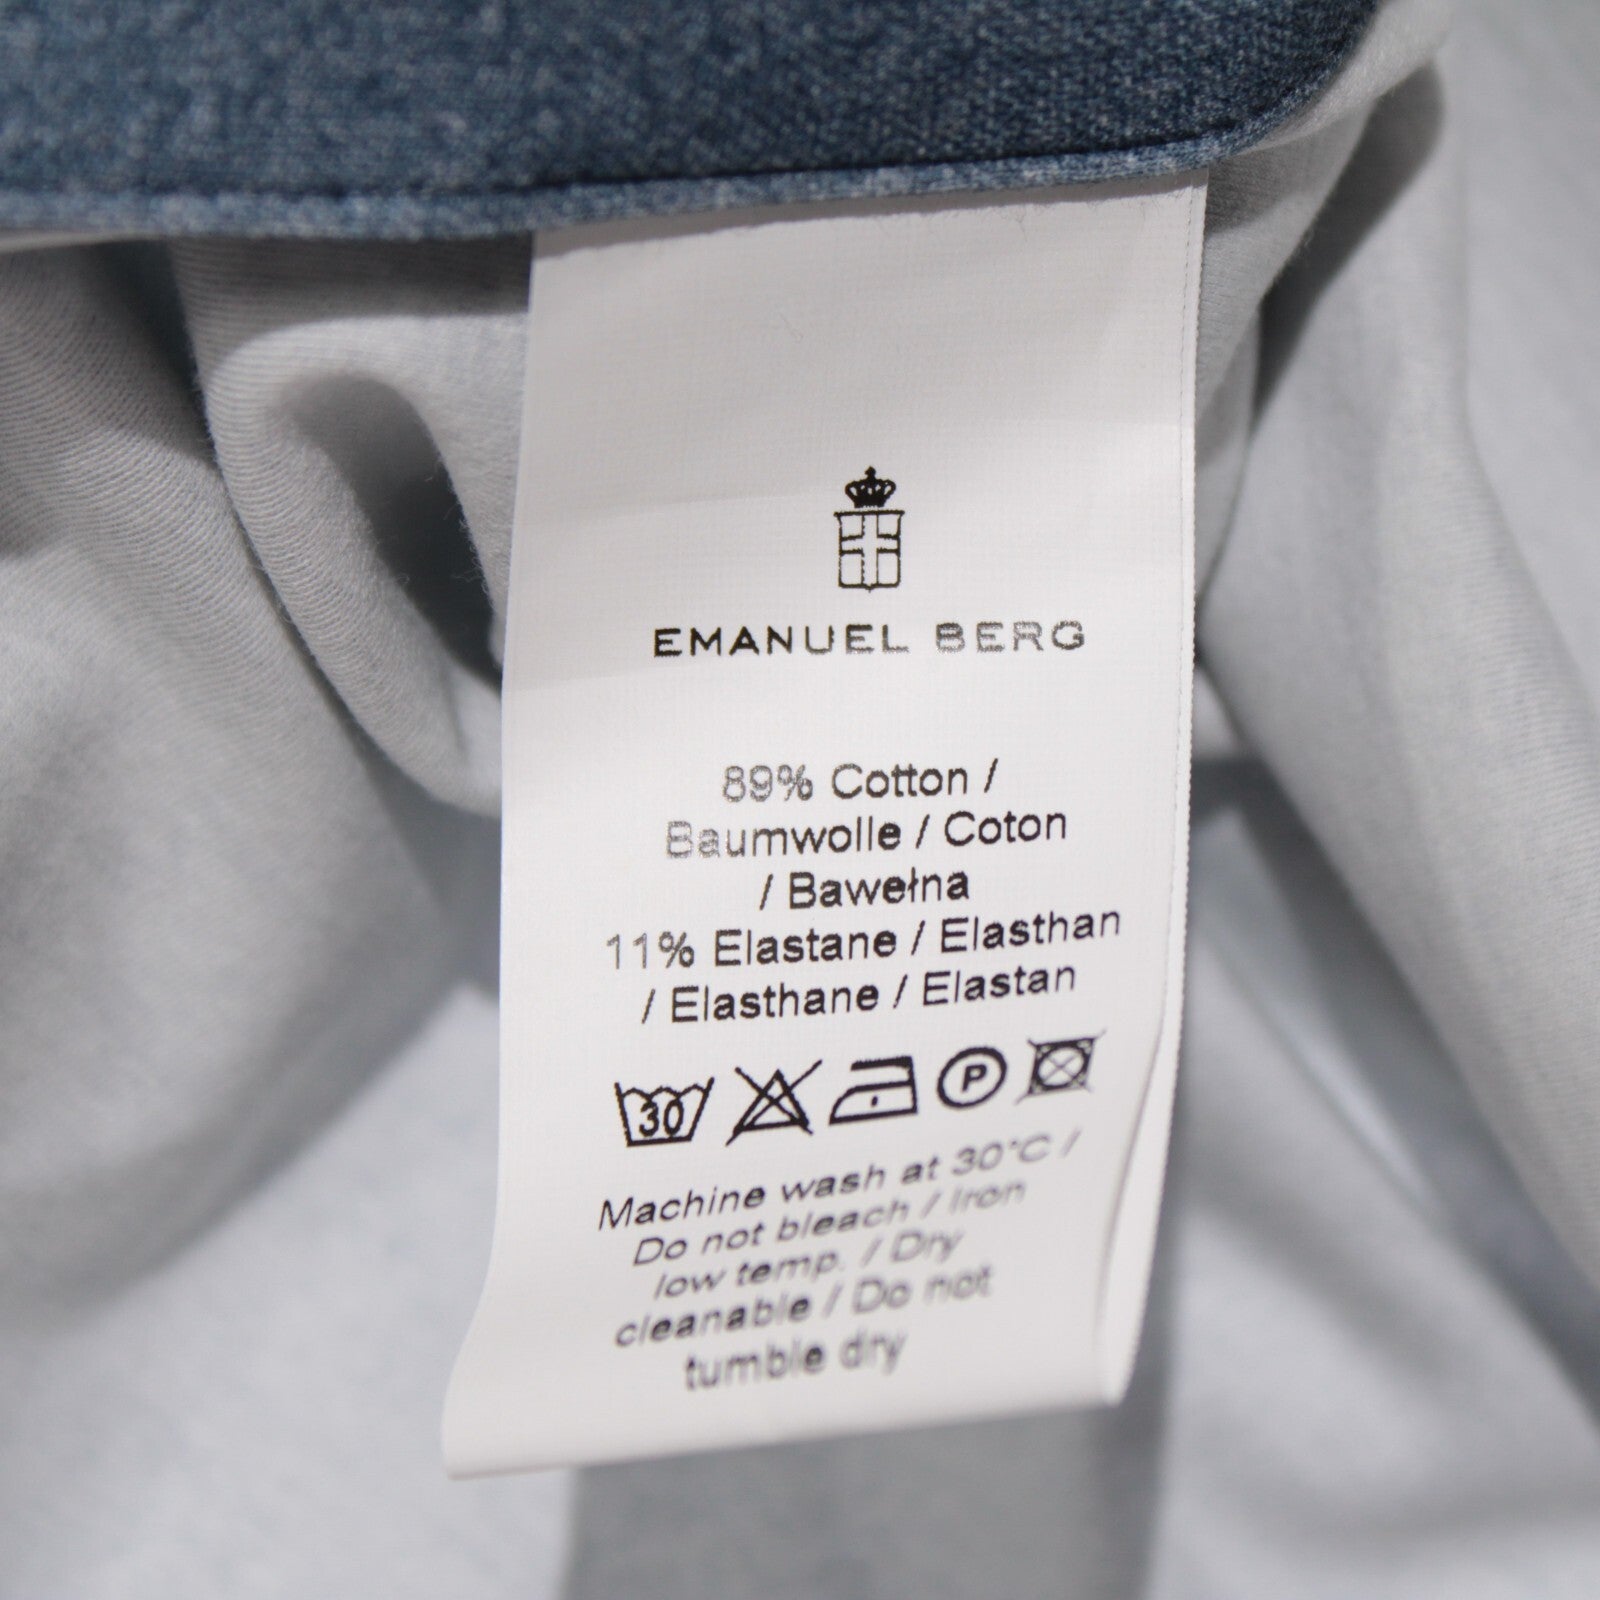 EMANUEL BERG
89% Cotton /
Baumwolle / Coton
/ Bawełna
11% Elastane / Elasthan
/ Elasthane / Elastan
30 P
Machine wash at 30°C /
Do not bleach / Iron
low temp. / Dry
cleanable / Do not
tumble dry